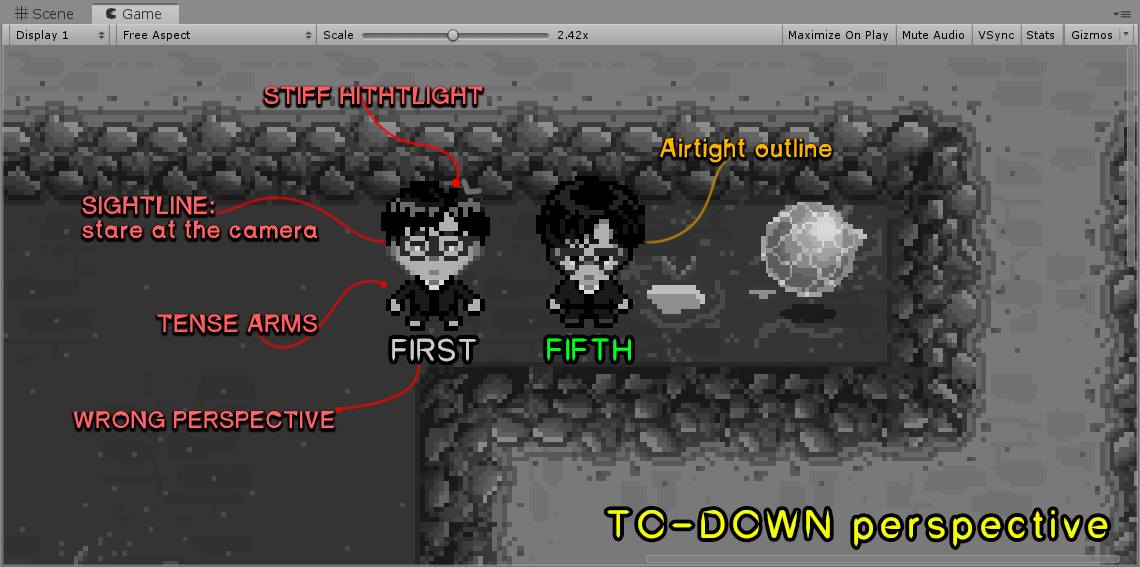 Scene
Game
Display 1
Free Aspect
Scale
2.42x
Maximize On Play
Mute Audio
VSync
Stats
Gizmos
STIFF HITHTLIGHT
Airtight outline
SIGHTLINE:
stare at the camera
TENSE ARMS
FIRST
FIFTH
WRONG PERSPECTIVE
TO-DOWN perspective